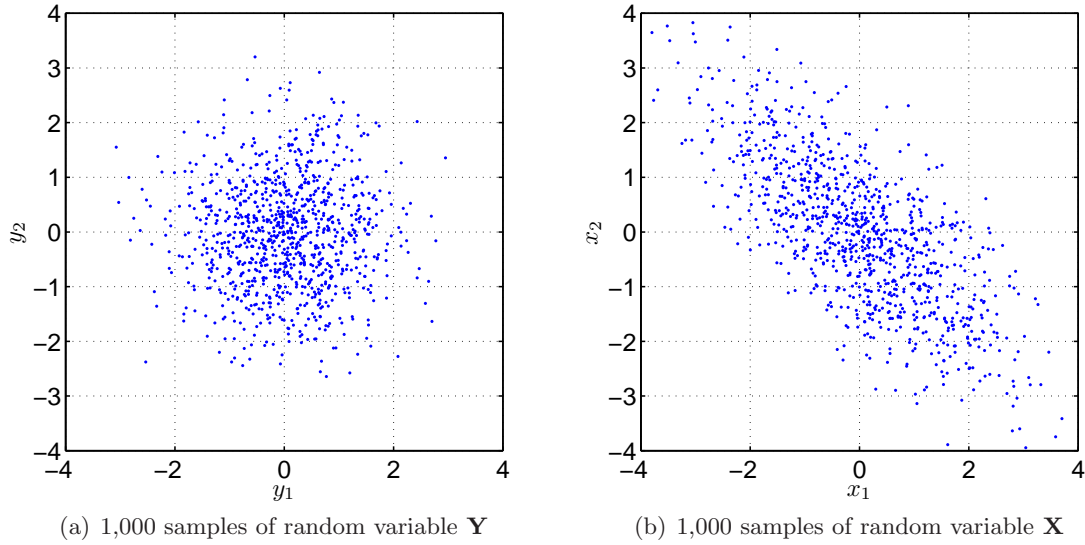 4
3
2
1
0
−1
−2
−3
−4
−4 −2 0 2 4
y₂
y₁
(a) 1,000 samples of random variable Y
4
3
2
1
0
−1
−2
−3
−4
−4 −2 0 2 4
x₂
x₁
(b) 1,000 samples of random variable X